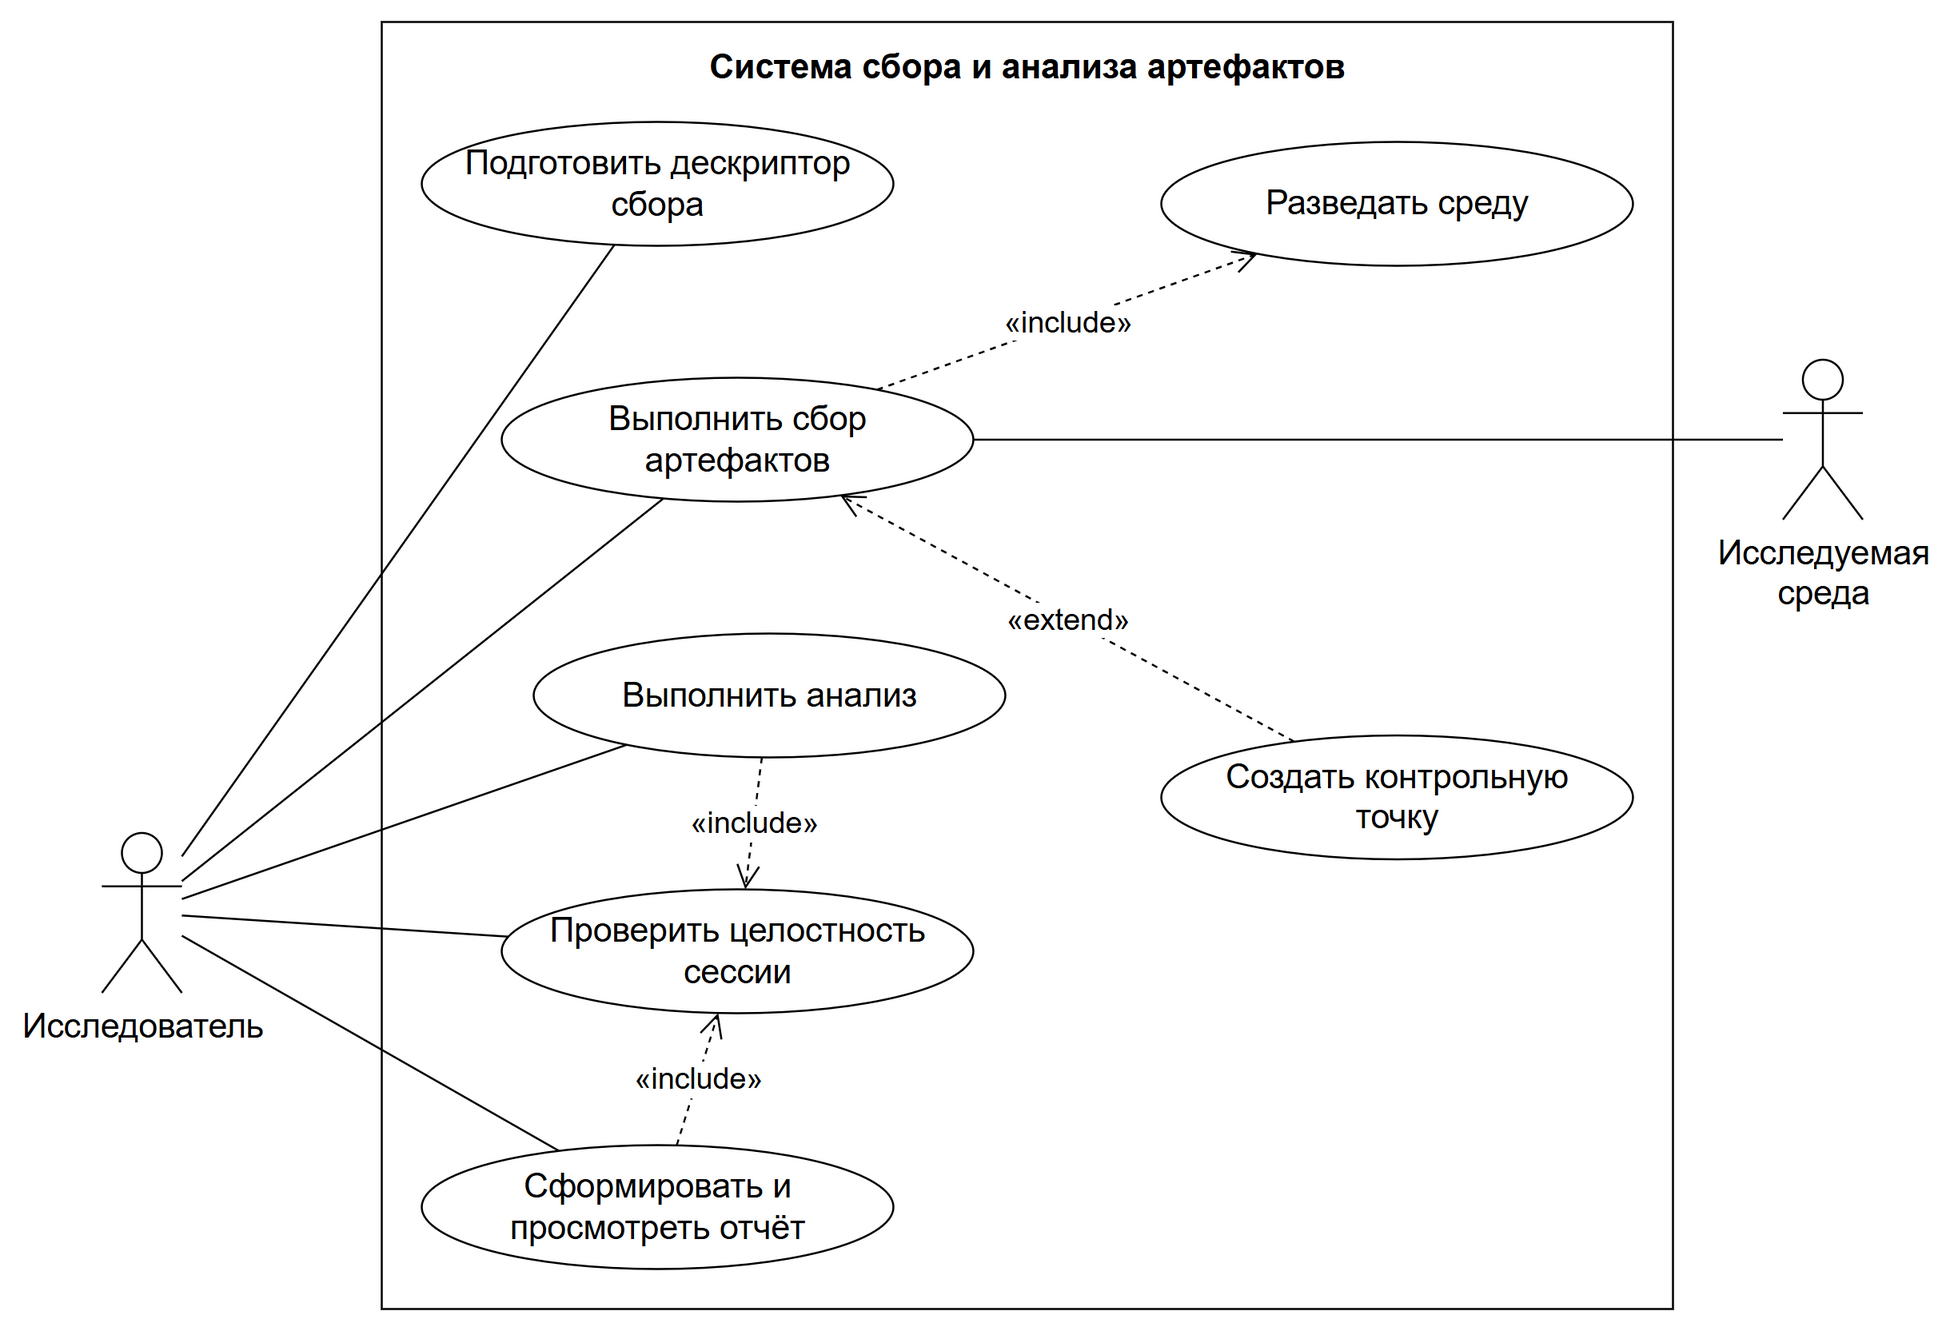 Система сбора и анализа артефактов
Подготовить дескриптор
сбора
Разведать среду
«include»
Выполнить сбор
артефактов
Исследуемая
среда
«extend»
Выполнить анализ
Создать контрольную
точку
«include»
Проверить целостность
сессии
Исследователь
«include»
Сформировать и
просмотреть отчёт